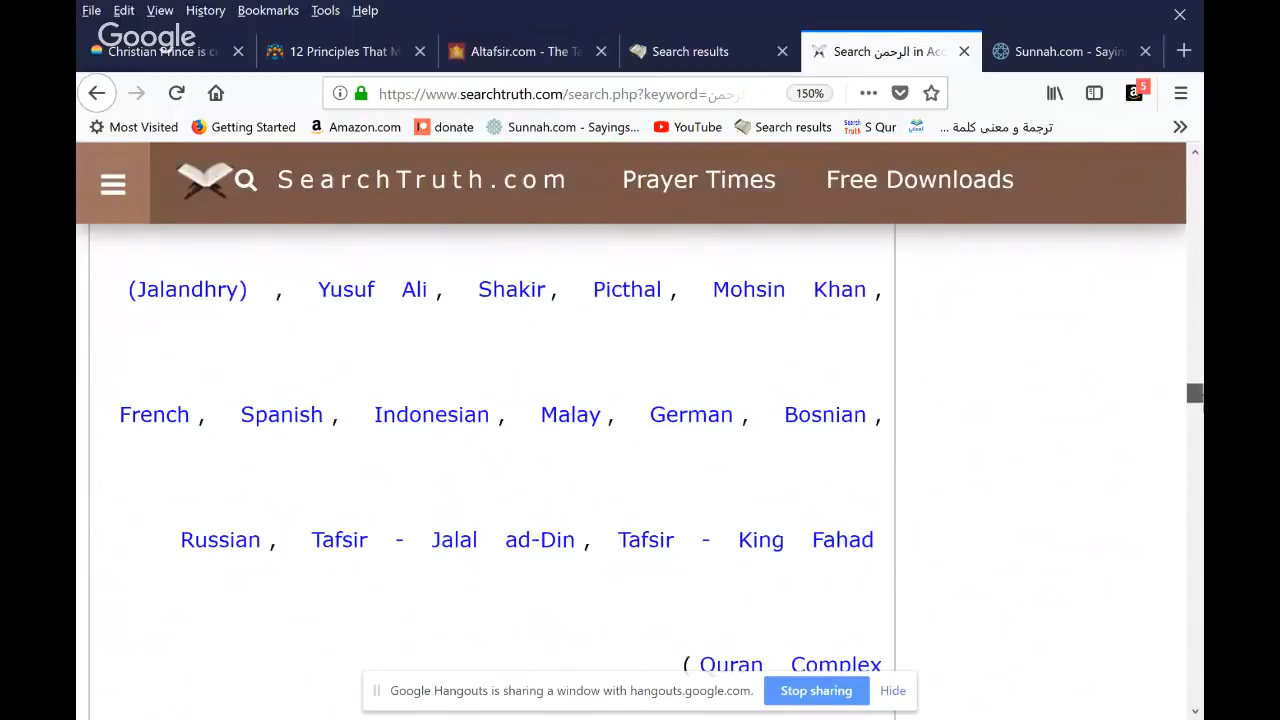 File Edit View History Bookmarks Tools Help
Google
Christian Prince is c 12 Principles That M Altafsir.com - The Ta Search results Search الرحمن in Acc Sunnah.com - Sayin
https://www.searchtruth.com/search.php?keyword=الرحمن 150% 5
Most Visited Getting Started Amazon.com donate Sunnah.com - Sayings... YouTube Search results S Qur ترجمة و معنى كلمة ...
SearchTruth.com Prayer Times Free Downloads
(Jalandhry) , Yusuf Ali , Shakir , Picthal , Mohsin Khan ,
French , Spanish , Indonesian , Malay , German , Bosnian ,
Russian , Tafsir - Jalal ad-Din , Tafsir - King Fahad
( Quran Complex
Google Hangouts is sharing a window with hangouts.google.com. Stop sharing Hide